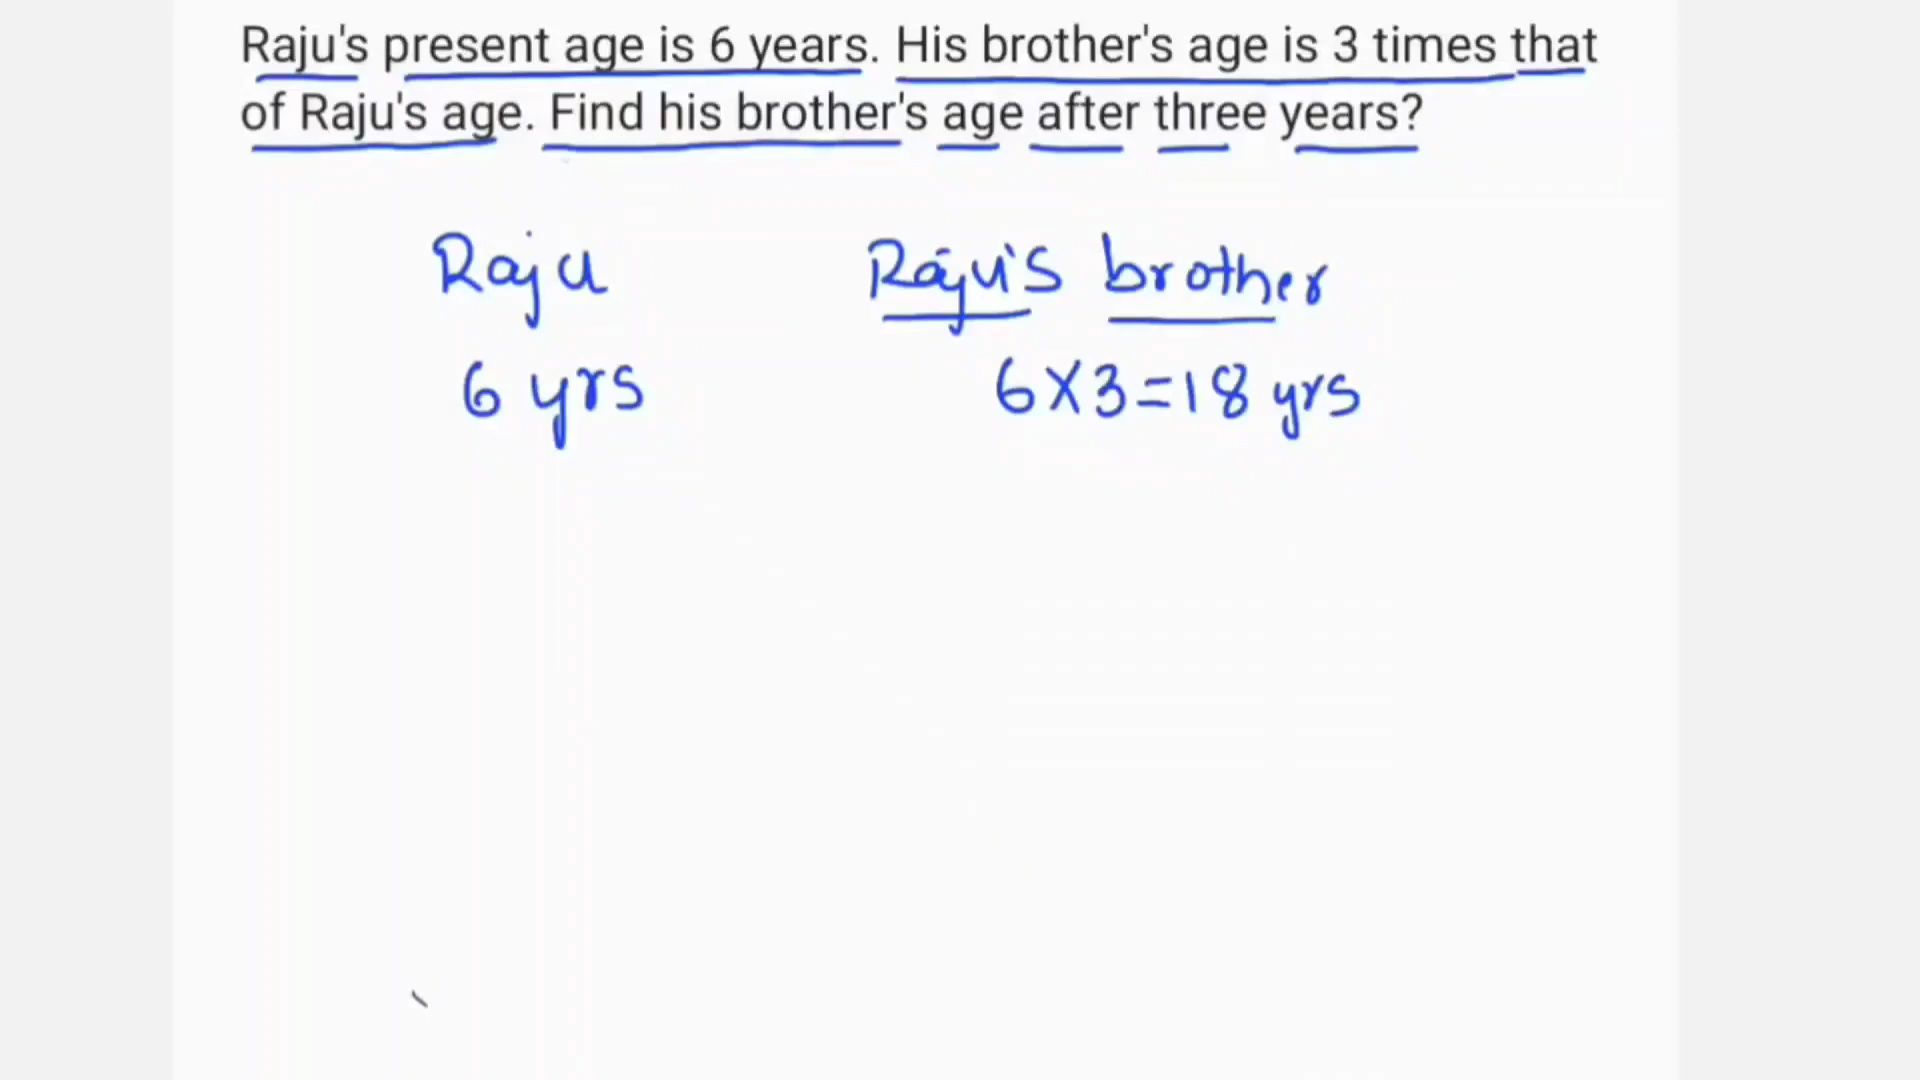 Raju's present age is 6 years. His brother's age is 3 times that
of Raju's age. Find his brother's age after three years?
Raju Raju's brother
6 yrs 6X3=18 yrs